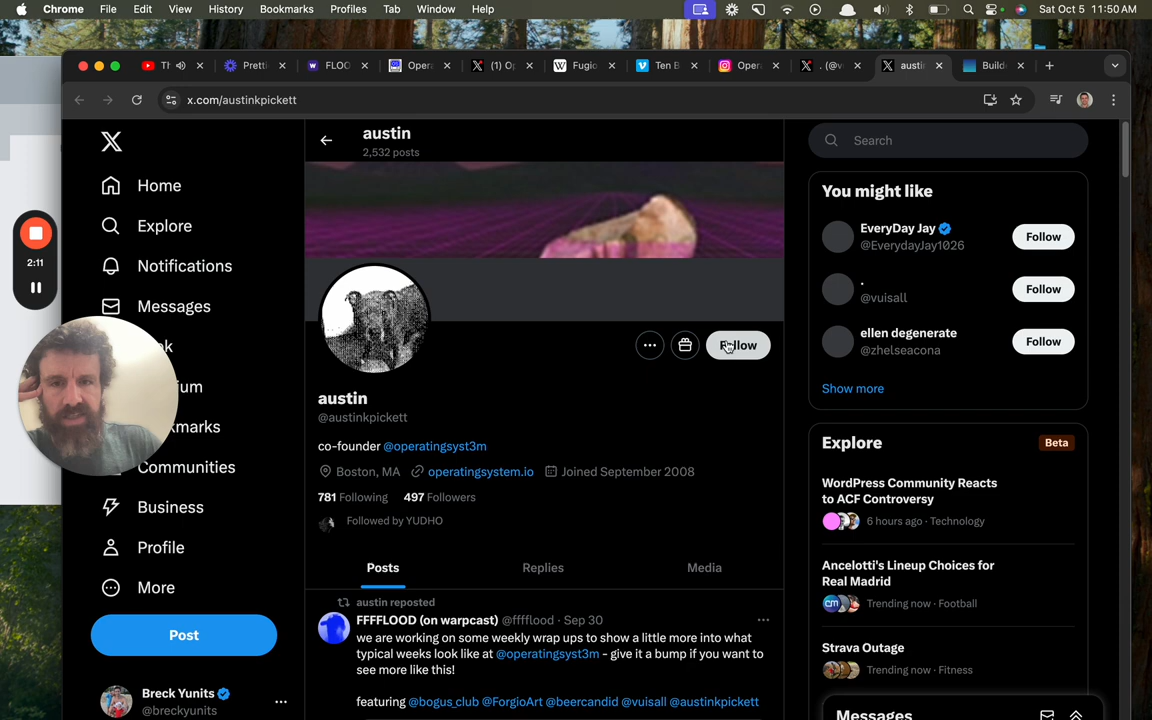 Chrome File Edit View History Bookmarks Profiles Tab Window Help Sat Oct 5 11:50 AM
Th Pretti FLOO Opera (1) O Fugio Ten B Oper . (@v austi Build
x.com/austinkpickett
austin
2,532 posts
Search
Home
Explore
Notifications
Messages
Communities
Business
Profile
More
Post
Breck Yunits
@breckyunits
2:11
Follow
austin
@austinkpickett
co-founder @operatingsyst3m
Boston, MA operatingsystem.io Joined September 2008
781 Following 497 Followers
Followed by YUDHO
Posts Replies Media
austin reposted
FFFFLOOD (on warpcast) @fffflood · Sep 30
we are working on some weekly wrap ups to show a little more into what
typical weeks look like at @operatingsyst3m - give it a bump if you want to
see more like this!
featuring @bogus_club @ForgioArt @beercandid @vuisall @austinkpickett
You might like
EveryDay Jay
@EverydayJay1026
Follow
.
@vuisall
Follow
ellen degenerate
@zhelseacona
Follow
Show more
Explore Beta
WordPress Community Reacts
to ACF Controversy
6 hours ago · Technology
Ancelotti's Lineup Choices for
Real Madrid
Trending now · Football
Strava Outage
Trending now · Fitness
Messages